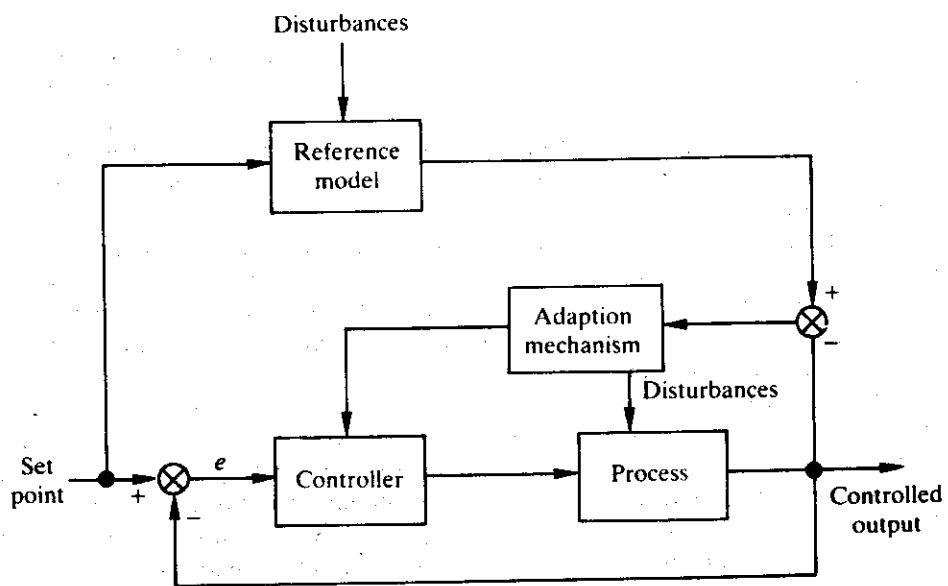 Disturbances
Reference
model
+
Adaption
mechanism
−
Disturbances
Set
point
+
e
−
Controller
Process
Controlled
output